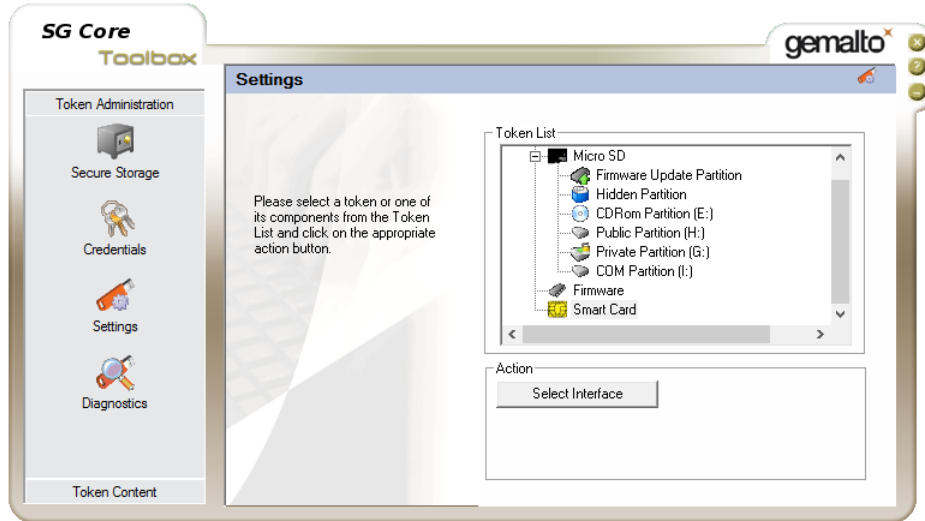 SG Core
Toolbox
gemalto
Settings
Token Administration
Secure Storage
Credentials
Settings
Diagnostics
Token Content
Please select a token or one of
its components from the Token
List and click on the appropriate
action button.
Token List
Micro SD
Firmware Update Partition
Hidden Partition
CDRom Partition (E:)
Public Partition (H:)
Private Partition (G:)
COM Partition (I:)
Firmware
Smart Card
Action
Select Interface